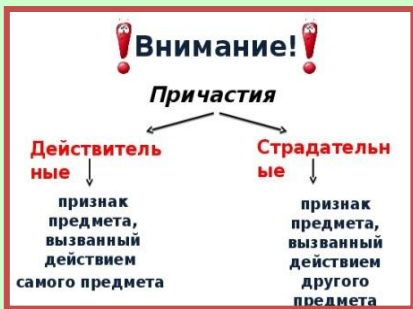 Внимание!
Причастия
Действитель
ные
признак
предмета,
вызванный
действием
самого предмета
Страдательн
ые
признак
предмета,
вызванный
действием
другого
предмета